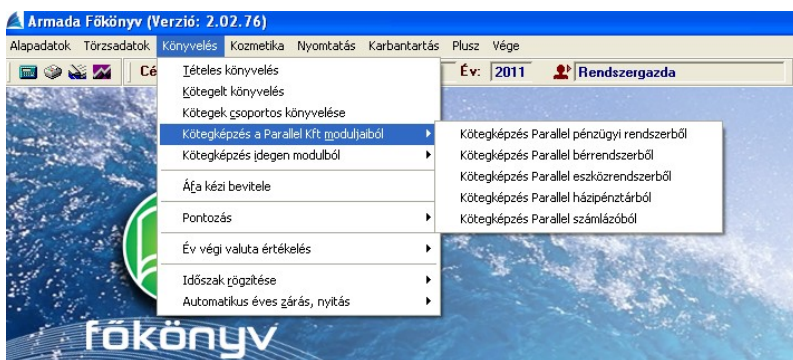 Armada Főkönyv (Verzió: 2.02.76)
Alapadatok Törzsadatok Könyvelés Kozmetika Nyomtatás Karbantartás Plusz Vége
Cé Év: 2011 Rendszergazda
Tételes könyvelés
Kötegelt könyvelés
Kötegek csoportos könyvelése
Kötegképzés a Parallel Kft moduljaiból
Kötegképzés idegen modulból
Áfa kézi bevitele
Pontozás
Év végi valuta értékelés
Időszak rögzítése
Automatikus éves zárás, nyitás
Kötegképzés Parallel pénzügyi rendszerből
Kötegképzés Parallel bérrendszerből
Kötegképzés Parallel eszközrendszerből
Kötegképzés Parallel házipénztárból
Kötegképzés Parallel számlázóból
főkönyv